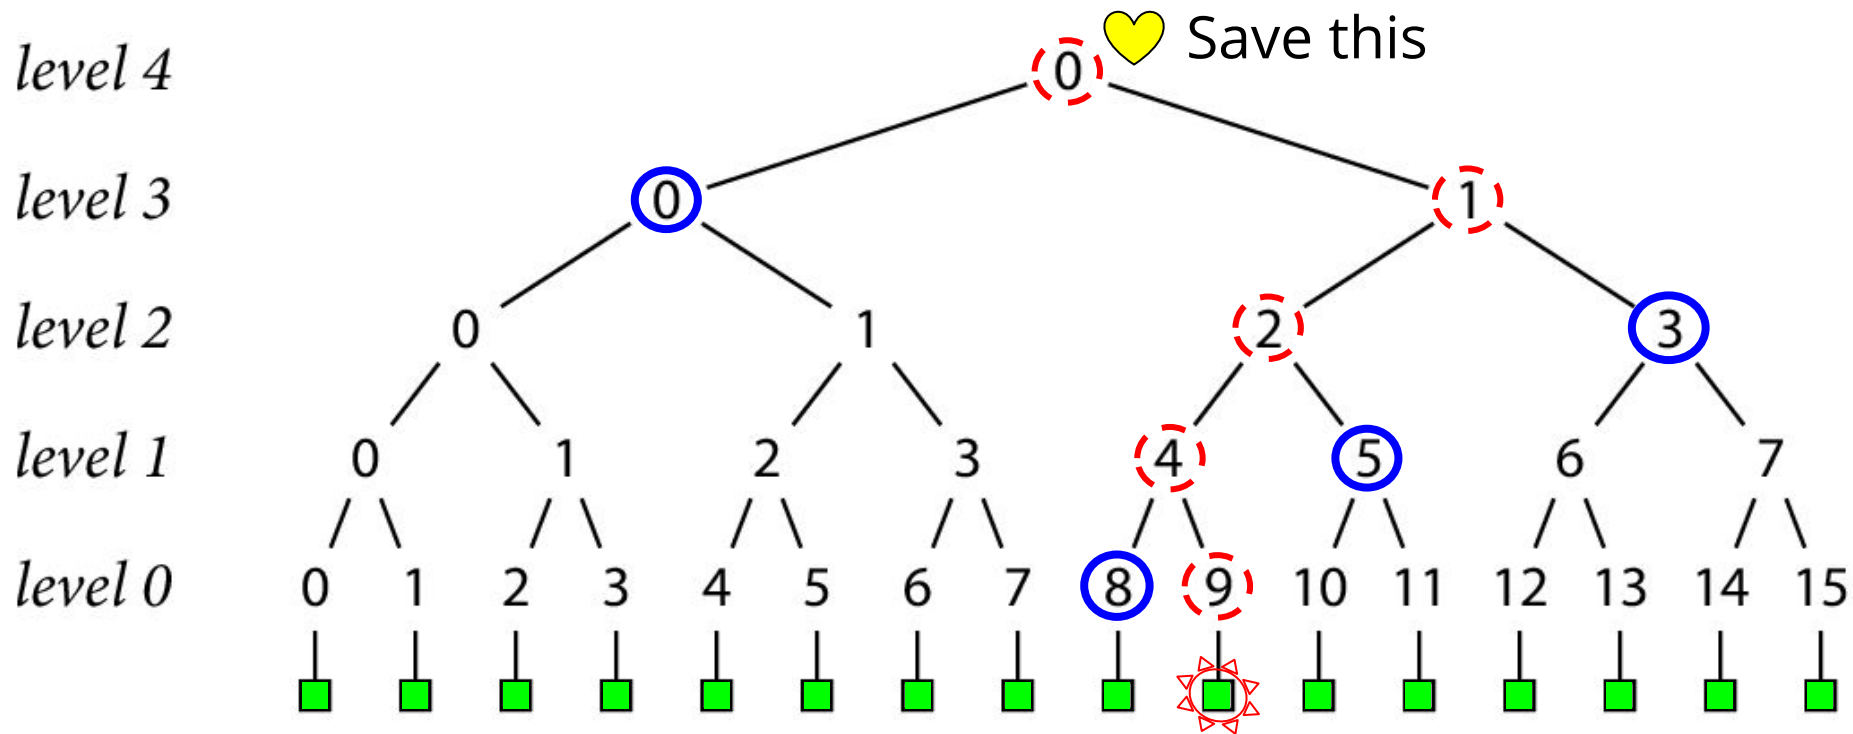 Save this
level 4 0
level 3 0 1
level 2 0 1 2 3
level 1 0 1 2 3 4 5 6 7
level 0 0 1 2 3 4 5 6 7 8 9 10 11 12 13 14 15